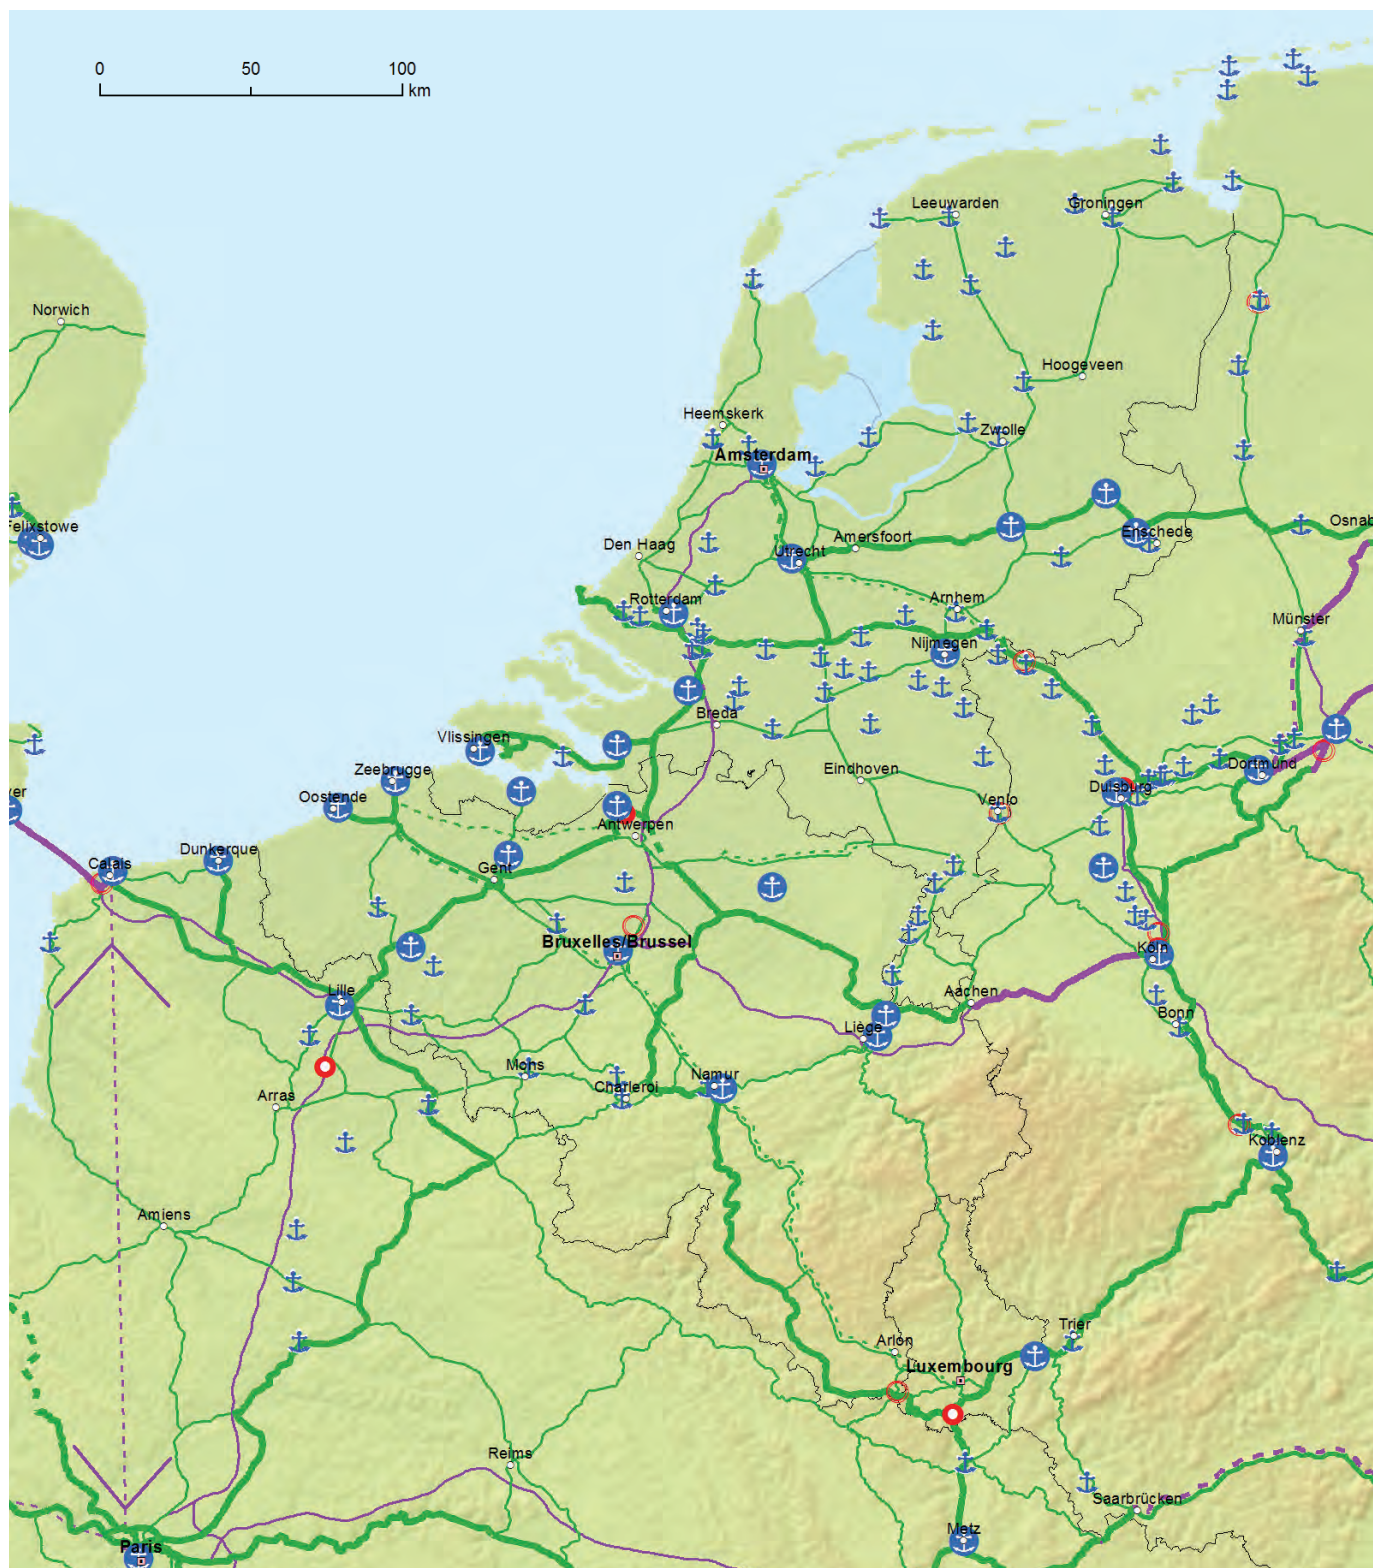 0 50 100
km
Leeuwarden
Groningen
Norwich
Hoogeveen
Heemskerk
Zwolle
Amsterdam
Felixstowe
Osnab
Enschede
Amersfoort
Den Haag
Utrecht
Arnhem
Rotterdam
Münster
Nijmegen
Breda
Vlissingen
Dortmund
Zeebrugge
Eindhoven
Duisburg
ver
Oostende
Venlo
Antwerpen
Dunkerque
Calais
Gent
Bruxelles/Brussel
Köln
Lille
Aachen
Bonn
Liège
Mons
Namur
Charleroi
Arras
Koblenz
Amiens
Trier
Arlon
Luxembourg
Reims
Saarbrücken
Metz
Paris